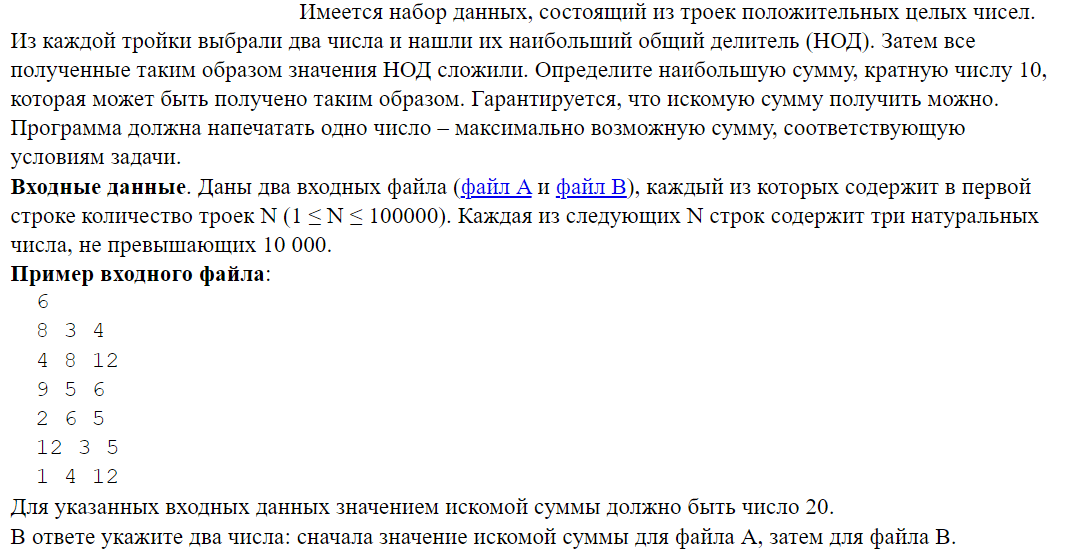 Имеется набор данных, состоящий из троек положительных целых чисел.
Из каждой тройки выбрали два числа и нашли их наибольший общий делитель (НОД). Затем все
полученные таким образом значения НОД сложили. Определите наибольшую сумму, кратную числу 10,
которая может быть получено таким образом. Гарантируется, что искомую сумму получить можно.
Программа должна напечатать одно число – максимально возможную сумму, соответствующую
условиям задачи.
Входные данные. Даны два входных файла (файл A и файл B), каждый из которых содержит в первой
строке количество троек N (1 ≤ N ≤ 100000). Каждая из следующих N строк содержит три натуральных
числа, не превышающих 10 000.
Пример входного файла:
6
8 3 4
4 8 12
9 5 6
2 6 5
12 3 5
1 4 12
Для указанных входных данных значением искомой суммы должно быть число 20.
В ответе укажите два числа: сначала значение искомой суммы для файла A, затем для файла B.